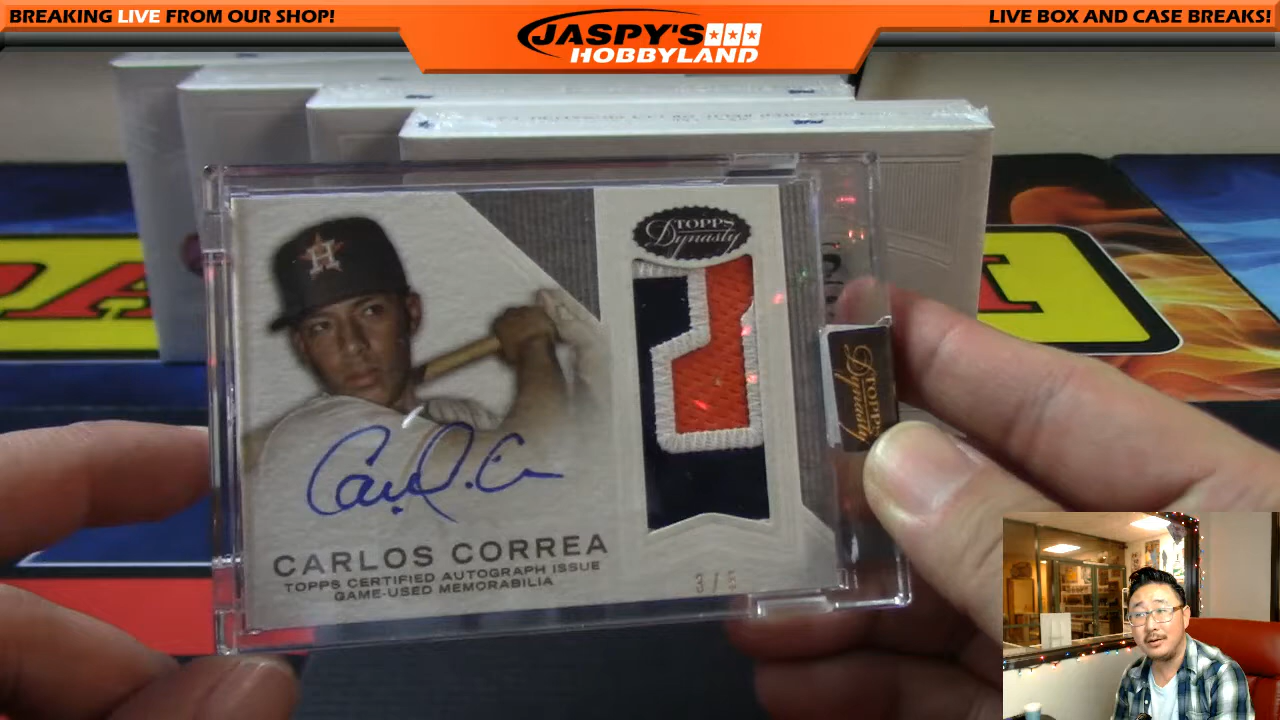 BREAKING LIVE FROM OUR SHOP!
JASPY'S
HOBBYLAND
LIVE BOX AND CASE BREAKS!
H
TOPPS
Dynasty
TOPPS
Dynasty
CARLOS CORREA
TOPPS CERTIFIED AUTOGRAPH ISSUE
GAME-USED MEMORABILIA
3/5